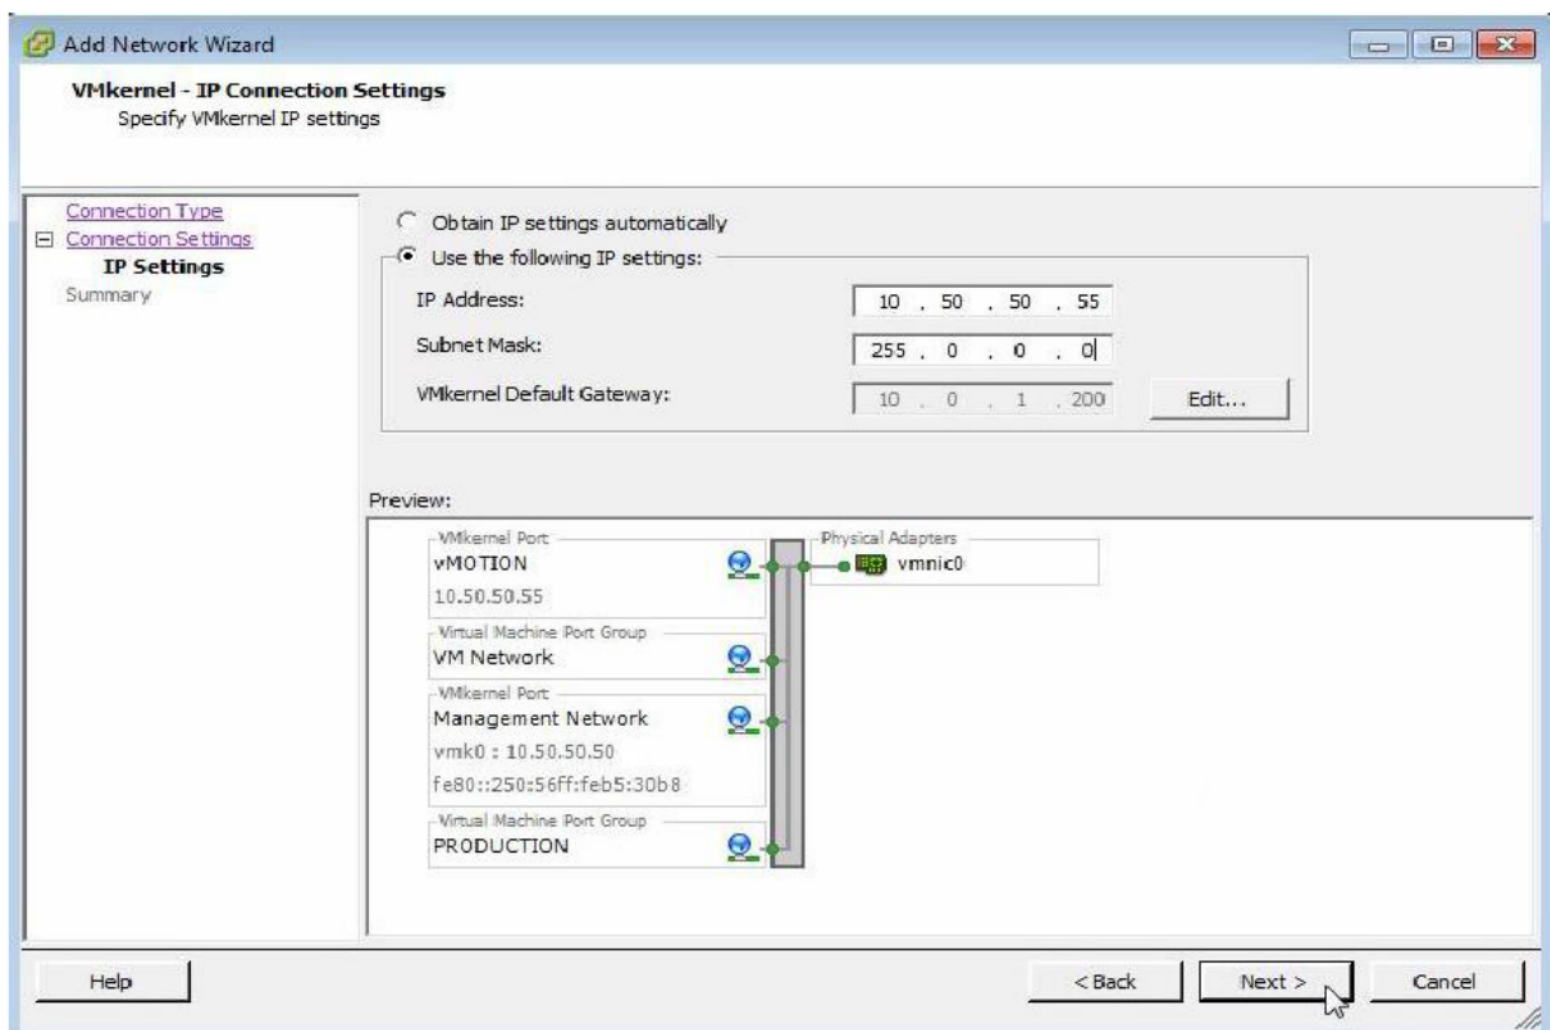 Add Network Wizard
VMkernel - IP Connection Settings
Specify VMkernel IP settings
Connection Type
Connection Settings
IP Settings
Summary
Obtain IP settings automatically
Use the following IP settings:
IP Address: 10 . 50 . 50 . 55
Subnet Mask: 255 . 0 . 0 . 0
VMkernel Default Gateway: 10 . 0 . 1 . 200 Edit...
Preview:
VMkernel Port
vMOTION
10.50.50.55
Virtual Machine Port Group
VM Network
VMkernel Port
Management Network
vmk0 : 10.50.50.50
fe80::250:56ff:feb5:30b8
Virtual Machine Port Group
PRODUCTION
Physical Adapters
vmnic0
Help < Back Next > Cancel